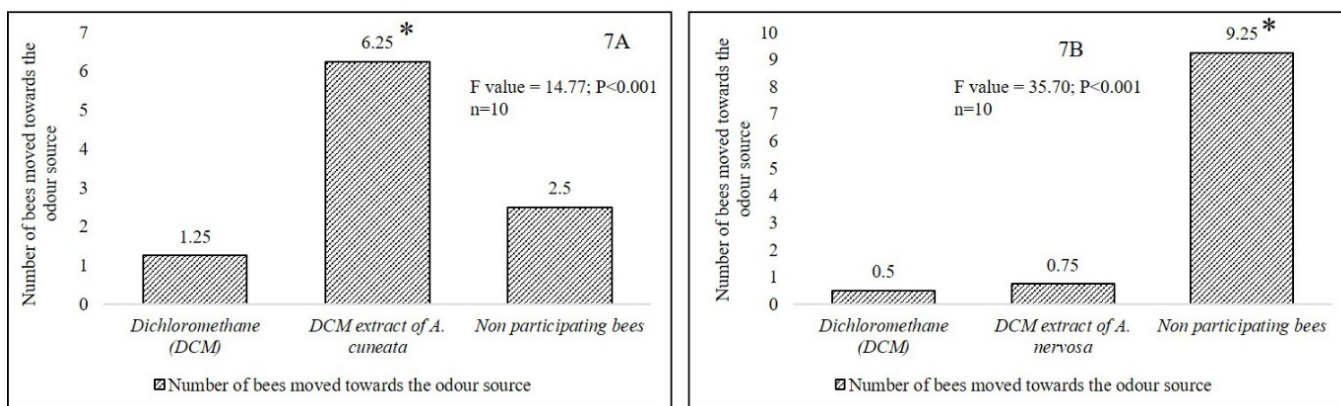 Number of bees moved towards the
odour source
7
6
5
4
3
2
1
0
1.25
6.25 *
2.5
7A
F value = 14.77; P<0.001
n=10
Dichloromethane
(DCM)
DCM extract of A.
cuneata
Non participating bees
Number of bees moved towards the odour source
Number of bees moved towards the
odour source
10
9
8
7
6
5
4
3
2
1
0
0.5
0.75
9.25 *
7B
F value = 35.70; P<0.001
n=10
Dichloromethane
(DCM)
DCM extract of A.
nervosa
Non participating bees
Number of bees moved towards the odour source